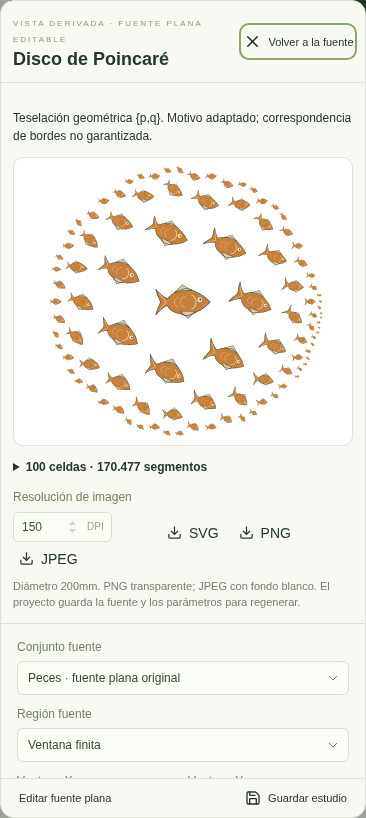 VISTA DERIVADA · FUENTE PLANA
EDITABLE
Disco de Poincaré
Volver a la fuente
Teselación geométrica {p,q}. Motivo adaptado; correspondencia
de bordes no garantizada.
100 celdas · 170.477 segmentos
Resolución de imagen
150 DPI
SVG
PNG
JPEG
Diámetro 200mm. PNG transparente; JPEG con fondo blanco. El
proyecto guarda la fuente y los parámetros para regenerar.
Conjunto fuente
Peces · fuente plana original
Región fuente
Ventana finita
Editar fuente plana
Guardar estudio